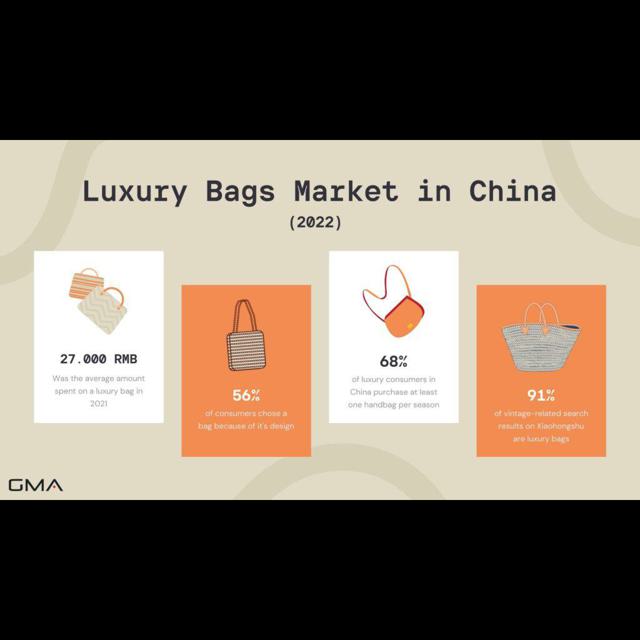 Luxury Bags Market in China
(2022)
27.000 RMB
Was the average amount
spent on a luxury bag in
2021
56%
of consumers chose a
bag because of it's design
68%
of luxury consumers in
China purchase at least
one handbag per season
91%
of vintage-related search
results on Xiaohongshu
are luxury bags
GMA